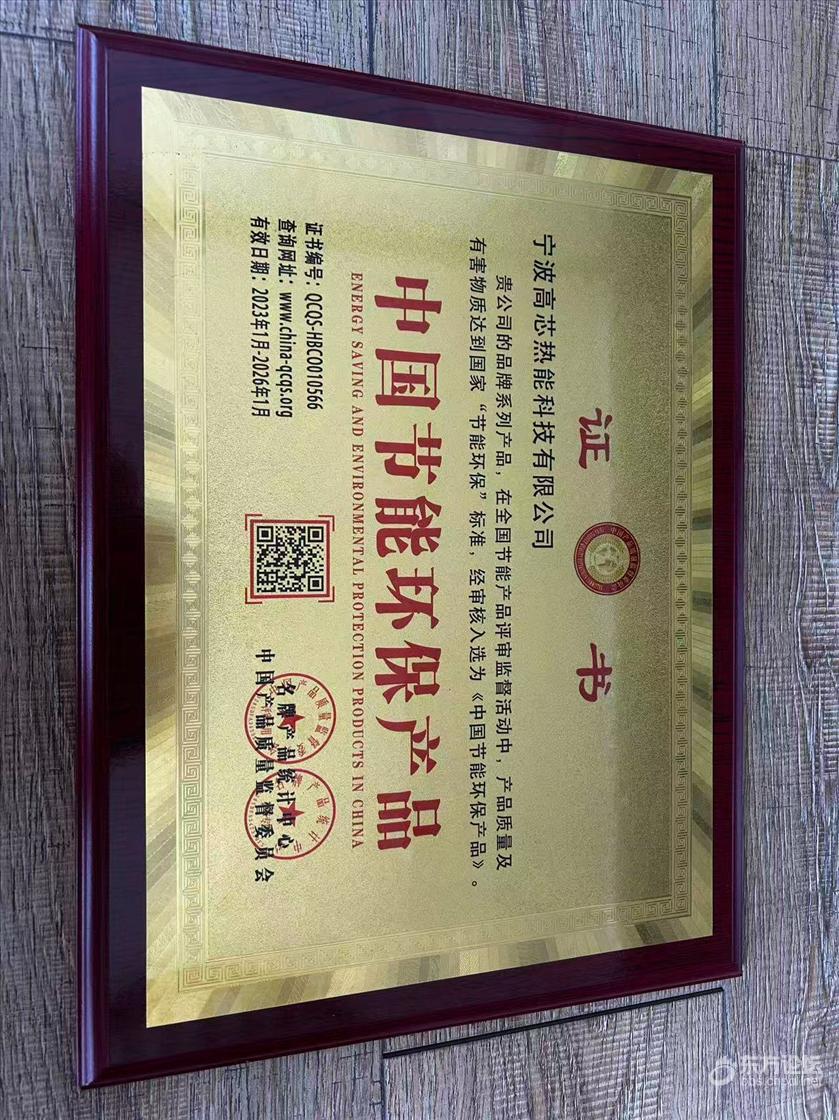 证书
宁波高芯热能科技有限公司
贵公司的品牌系列产品，在全国节能产品评审监督活动中，产品质量及
有害物质达到国家“节能环保”标准，经审核入选为《中国节能环保产品》。
中国节能环保产品
ENERGY SAVING AND ENVIRONMENTAL PROTECTION PRODUCTS IN CHINA
证书编号：QCQS-HBC0010566
查询网址：www.china-qcqs.org
有效日期：2023年1月-2026年1月
名牌产品统计中心
中国产品质量监督委员会
东方论坛